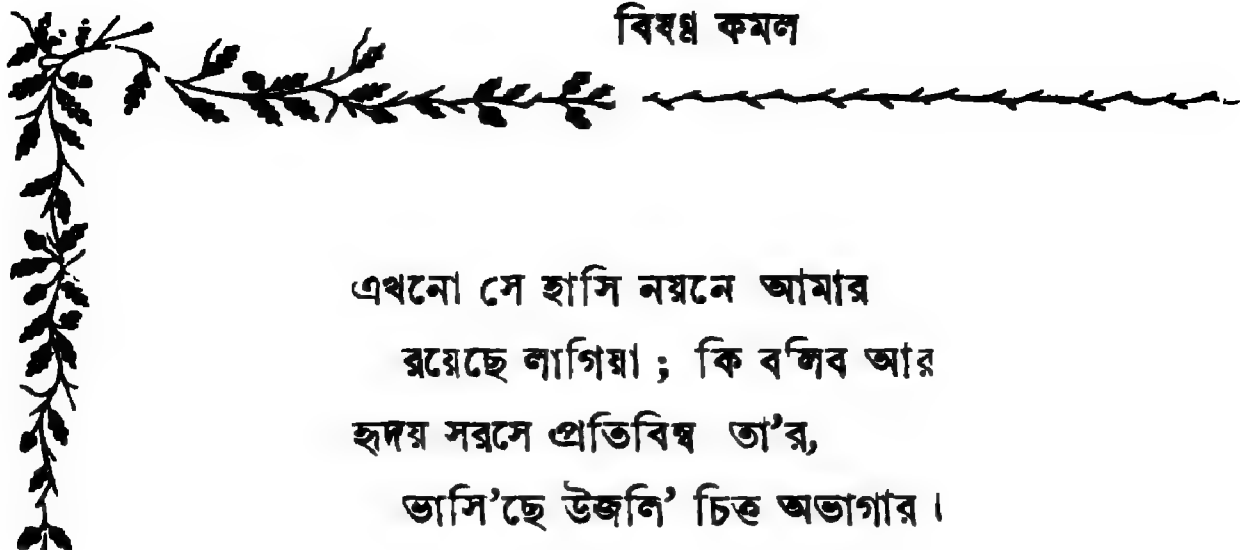 বিষণ্ণ কমল
এখনো সে হাসি নয়নে আমার
রয়েছে লাগিয়া ; কি বলিব আর
হৃদয় সরসে প্রতিবিম্ব তা’র,
ভাসি’ছে উজলি’ চিত্ত অভাগার ।